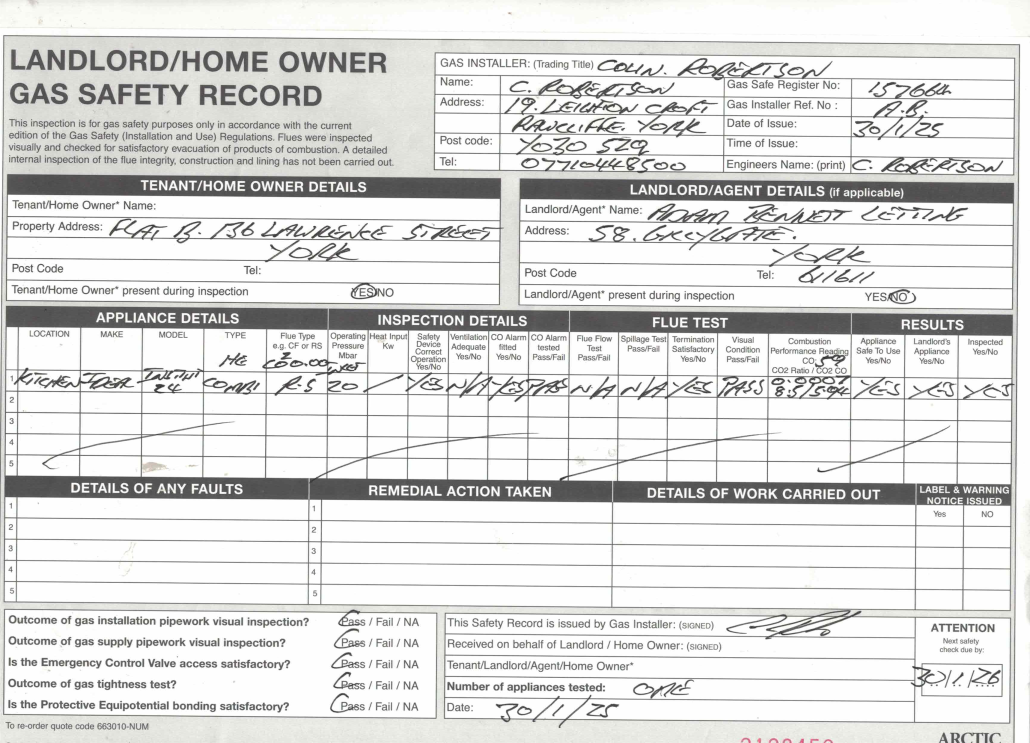 LANDLORD/HOME OWNER
GAS SAFETY RECORD
This inspection is for gas safety purposes only in accordance with the current
edition of the Gas Safety (Installation and Use) Regulations. Flues were inspected
visually and checked for satisfactory evacuation of products of combustion. A detailed
internal inspection of the flue integrity, construction and lining has not been carried out.
GAS INSTALLER: (Trading Title) COLIN. ROBERTSON
Name: C. ROBERTSON
Gas Safe Register No:
Address: 19. LEIGHTON CROFT
Gas Installer Ref. No : A.B.
RAWCLIFFE. YORK
Date of Issue: 30/1/25
Post code: YO30 5ZQ
Time of Issue:
Tel: 07710448500
Engineers Name: (print) C. ROBERTSON
TENANT/HOME OWNER DETAILS
Tenant/Home Owner* Name:
Property Address: FLAT B. 136 LAWRENCE STREET
YORK
Post Code Tel:
Tenant/Home Owner* present during inspection YES/NO
LANDLORD/AGENT DETAILS (if applicable)
Landlord/Agent* Name: ADAM BENNETT LETTING
Address: 58. GILLYGATE.
YORK
Post Code Tel: 611611
Landlord/Agent* present during inspection YES/NO
APPLIANCE DETAILS INSPECTION DETAILS FLUE TEST RESULTS
LOCATION
MAKE
MODEL
TYPE
HE
Flue Type
e.g. CF or RS
Operating
Pressure
Mbar
Heat Input
Kw
Safety
Device
Correct
Operation
Yes/No
Ventilation
Adequate
Yes/No
CO Alarm
fitted
Yes/No
CO Alarm
tested
Pass/Fail
Flue Flow
Test
Pass/Fail
Spillage Test
Pass/Fail
Termination
Satisfactory
Yes/No
Visual
Condition
Pass/Fail
Combustion
Performance Reading
CO
CO2 Ratio / CO2 CO
Appliance
Safe To Use
Yes/No
Landlord's
Appliance
Yes/No
Inspected
Yes/No
1 KITCHEN 24 COMBI R-S 20 / YES N/A YES PASS N/A N/A YES PASS 0.0007 YES YES YES
2
3
4
5
DETAILS OF ANY FAULTS REMEDIAL ACTION TAKEN DETAILS OF WORK CARRIED OUT LABEL & WARNING
NOTICE ISSUED
Yes NO
1 1
2 2
3 3
4 4
5 5
Outcome of gas installation pipework visual inspection? Pass / Fail / NA
Outcome of gas supply pipework visual inspection? Pass / Fail / NA
Is the Emergency Control Valve access satisfactory? Pass / Fail / NA
Outcome of gas tightness test? Pass / Fail / NA
Is the Protective Equipotential bonding satisfactory? Pass / Fail / NA
This Safety Record is issued by Gas Installer: (SIGNED)
Received on behalf of Landlord / Home Owner: (SIGNED)
Tenant/Landlord/Agent/Home Owner*
Number of appliances tested: ONE
Date: 30/1/25
ATTENTION
Next safety
check due by:
30/1/26
To re-order quote code 663010-NUM
ARCTIC